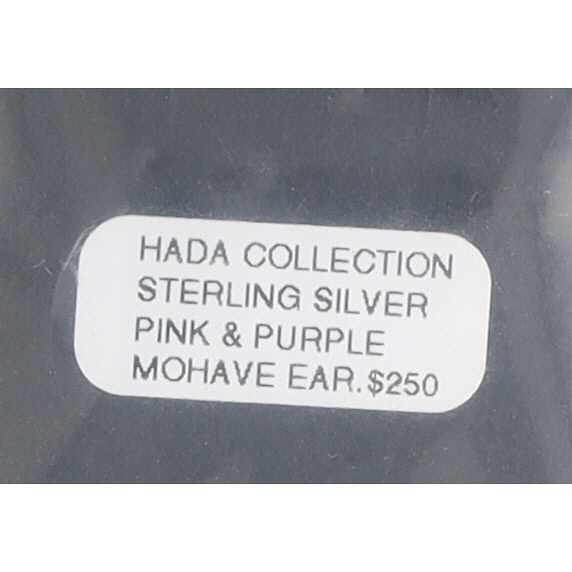 HADA COLLECTION
STERLING SILVER
PINK & PURPLE
MOHAVE EAR.$250